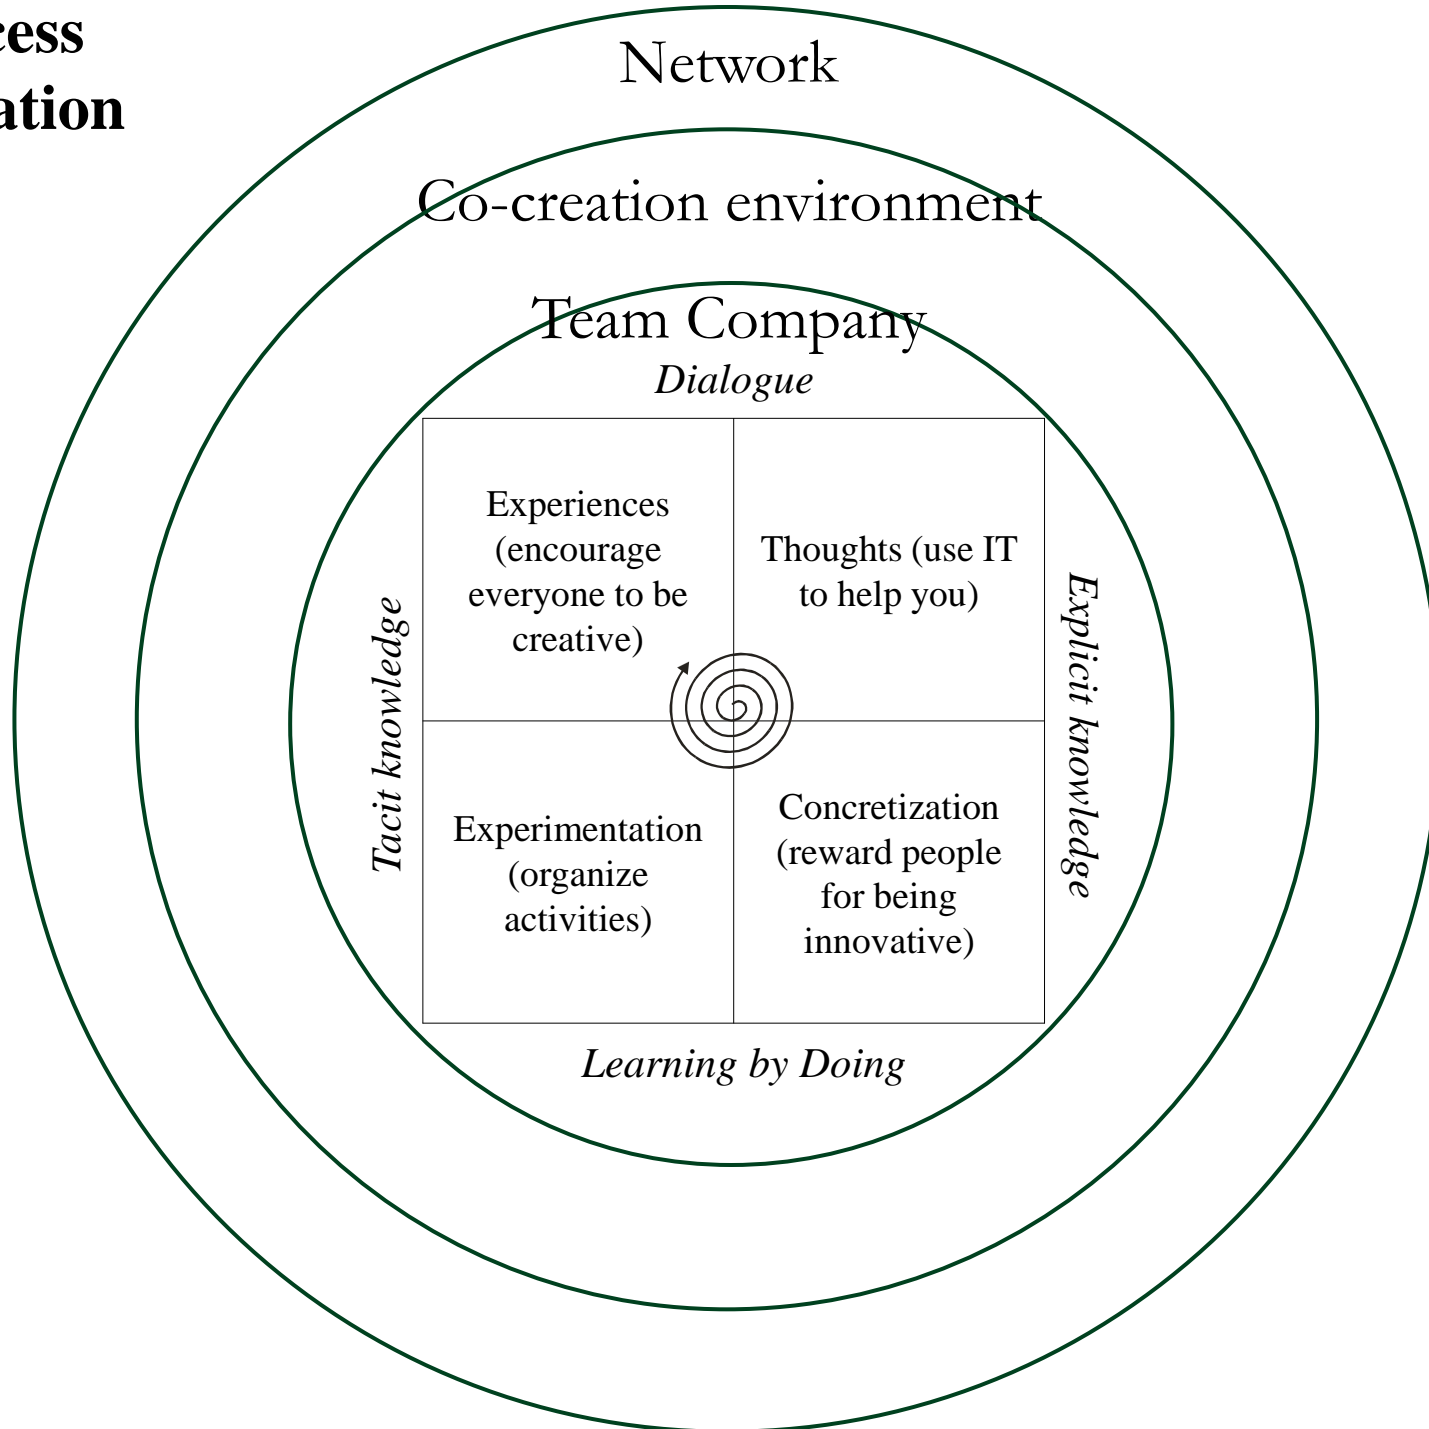 cess
ation
Network
Co-creation environment
Team Company
Dialogue
Experiences
(encourage
everyone to be
creative)
Thoughts (use IT
to help you)
Tacit knowledge
Explicit knowledge
Experimentation
(organize
activities)
Concretization
(reward people
for being
innovative)
Learning by Doing